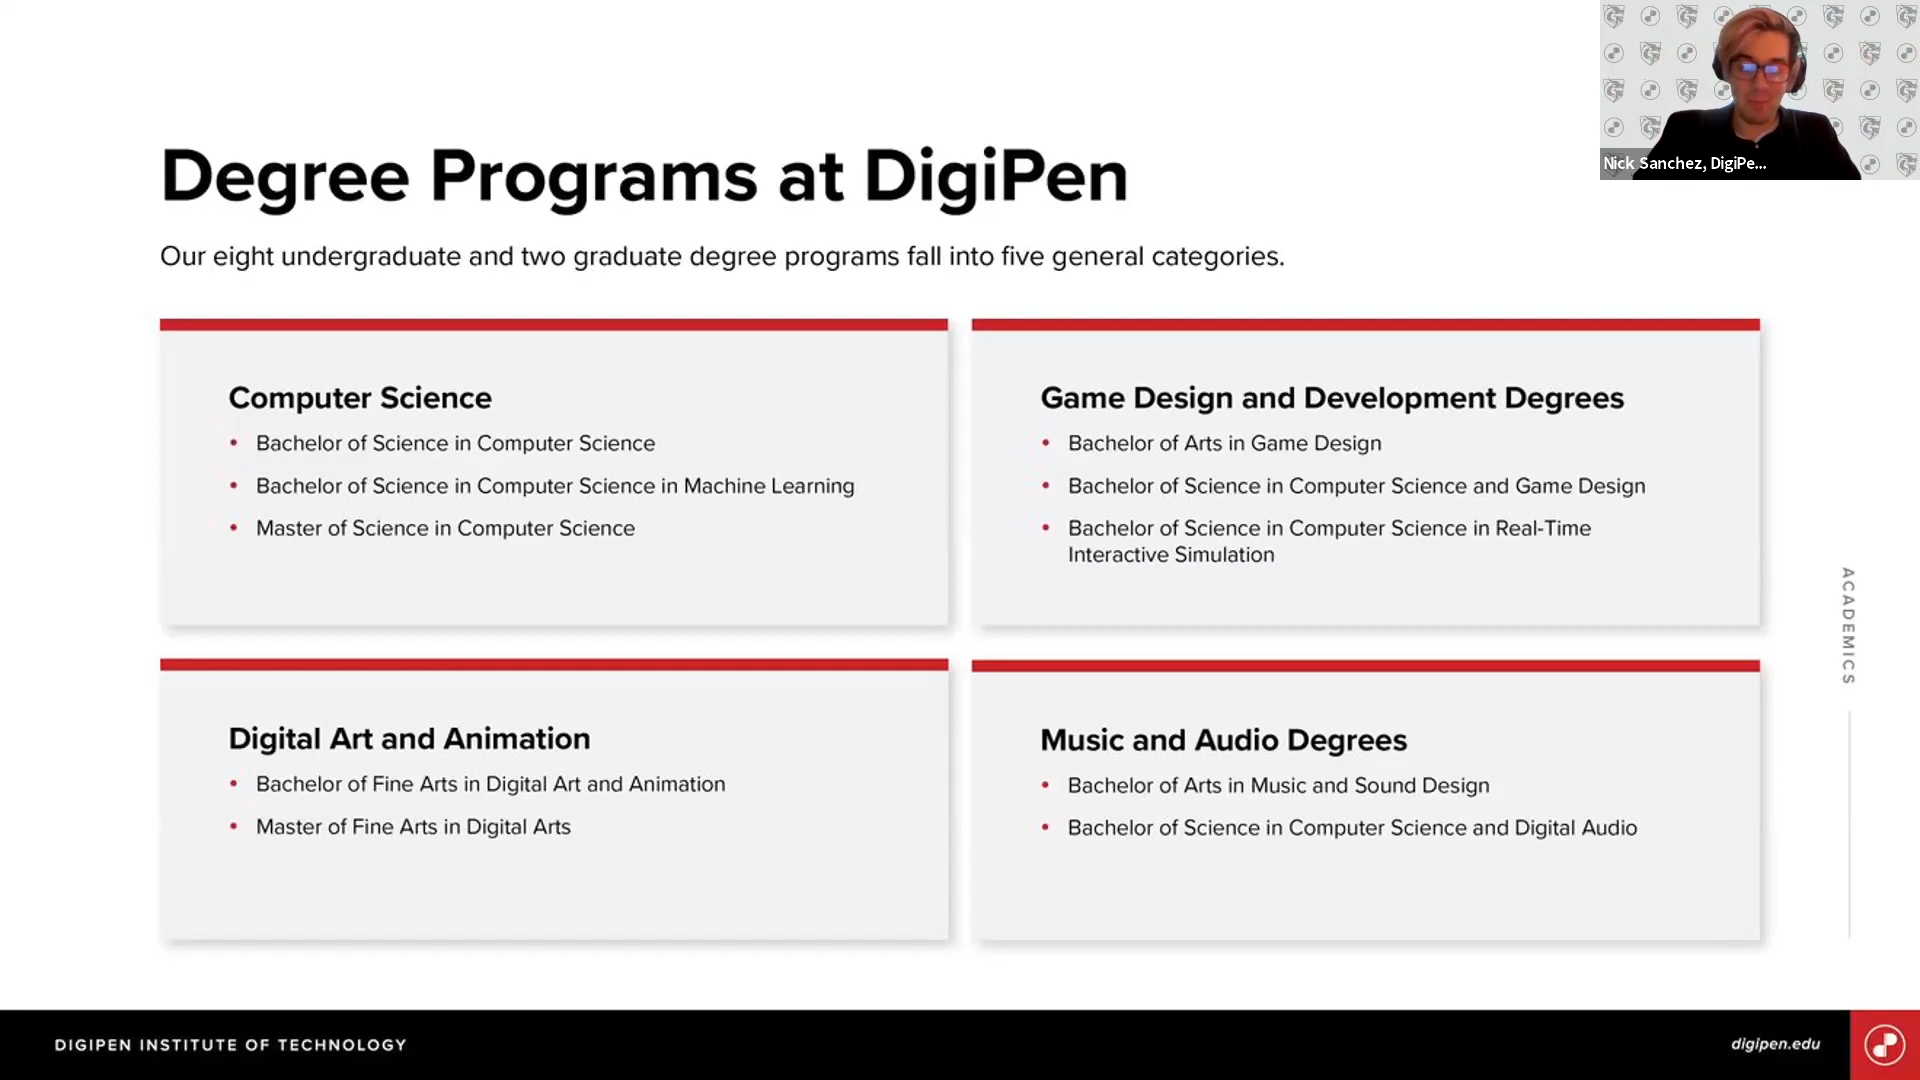 Nick Sanchez, DigiPe...
Degree Programs at DigiPen
Our eight undergraduate and two graduate degree programs fall into five general categories.
Computer Science
• Bachelor of Science in Computer Science
• Bachelor of Science in Computer Science in Machine Learning
• Master of Science in Computer Science
Game Design and Development Degrees
• Bachelor of Arts in Game Design
• Bachelor of Science in Computer Science and Game Design
• Bachelor of Science in Computer Science in Real-Time
Interactive Simulation
Digital Art and Animation
• Bachelor of Fine Arts in Digital Art and Animation
• Master of Fine Arts in Digital Arts
Music and Audio Degrees
• Bachelor of Arts in Music and Sound Design
• Bachelor of Science in Computer Science and Digital Audio
ACADEMICS
DIGIPEN INSTITUTE OF TECHNOLOGY
digipen.edu